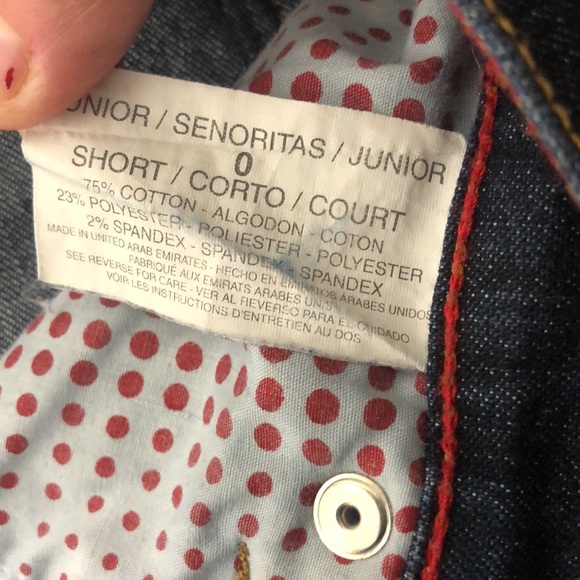 JUNIOR / SENORITAS / JUNIOR
0
SHORT / CORTO / COURT
75% COTTON - ALGODON - COTON
23% POLYESTER - POLIESTER - POLYESTER
2% SPANDEX - SPANDEX - SPANDEX
MADE IN UNITED ARAB EMIRATES - HECHO EN EMIRATOS ARABES UNIDOS
FABRIQUÉ AUX EMIRATS ARABES UNIS
SEE REVERSE FOR CARE - VER AL REVERSO PARA EL CUIDADO
VOIR LES INSTRUCTIONS D'ENTRETIEN AU DOS